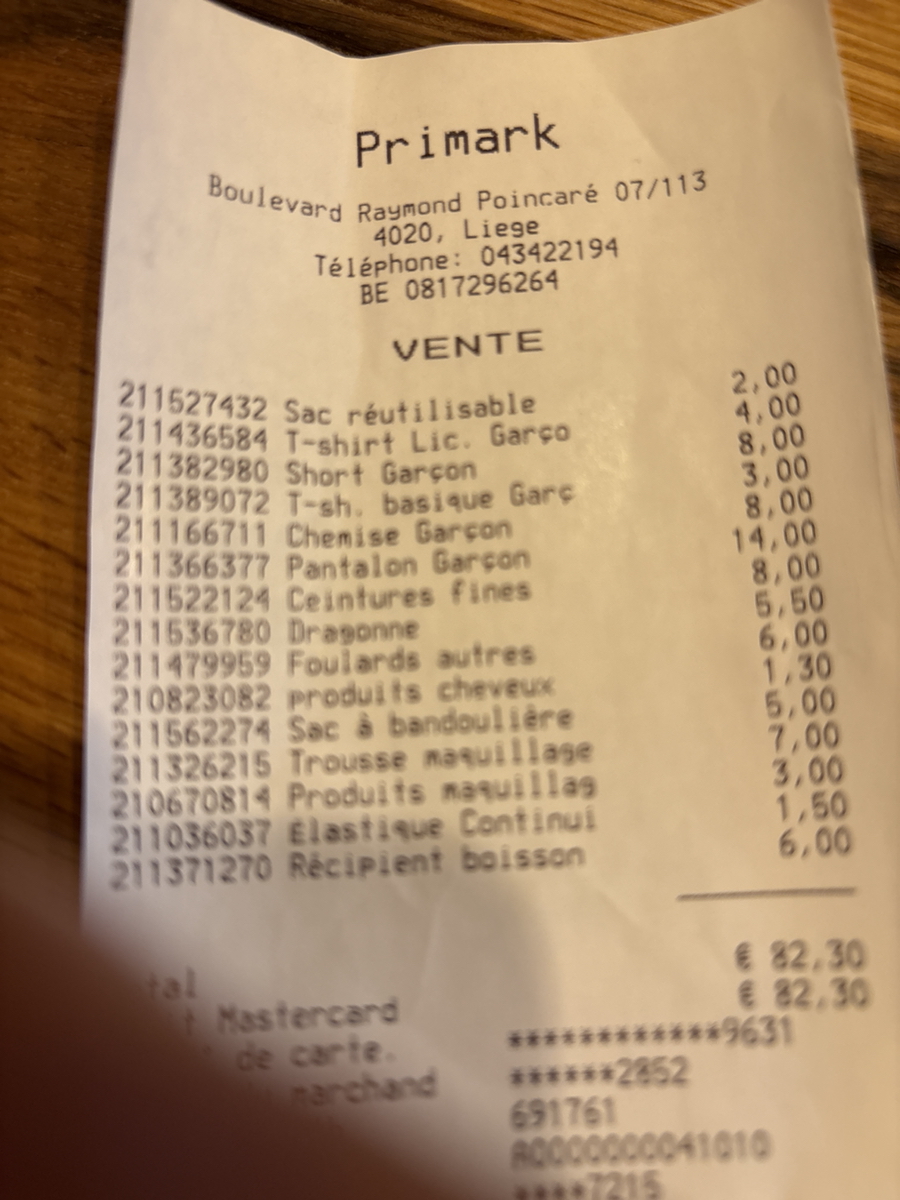 Primark
Boulevard Raymond Poincaré 07/113
4020, Liege
Téléphone: 043422194
BE 0817296264
VENTE
211527432 Sac réutilisable 2,00
211436584 T-shirt Lic. Garço 4,00
211382980 Short Garçon 8,00
211389072 T-sh. basique Garç 3,00
211166711 Chemise Garçon 8,00
211366377 Pantalon Garçon 14,00
211522124 Ceintures fines 8,00
211536780 Dragonne 5,50
211479959 Foulards autres 6,00
210823082 produits cheveux 1,30
211562274 Sac à bandoulière 5,00
211326215 Trousse maquillage 7,00
210670814 Produits maquillag 3,00
211036037 Élastique Continui 1,50
211371270 Récipient boisson 6,00
tal € 82,30
t Mastercard € 82,30
de carte. ************9631
marchand ******2852
691761
A0000000041010
****7215